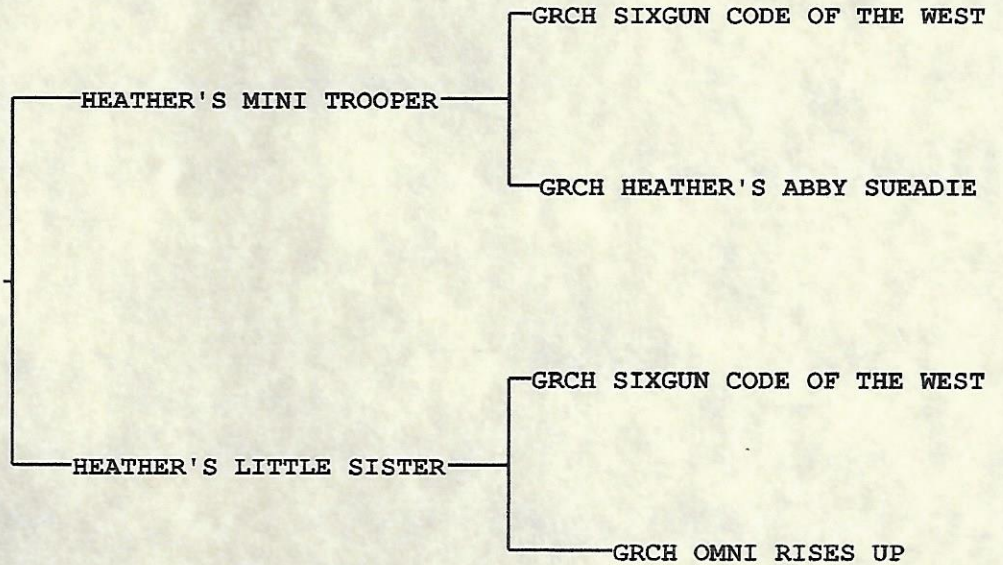 GRCH SIXGUN CODE OF THE WEST
HEATHER'S MINI TROOPER
GRCH HEATHER'S ABBY SUEADIE
GRCH SIXGUN CODE OF THE WEST
HEATHER'S LITTLE SISTER
GRCH OMNI RISES UP